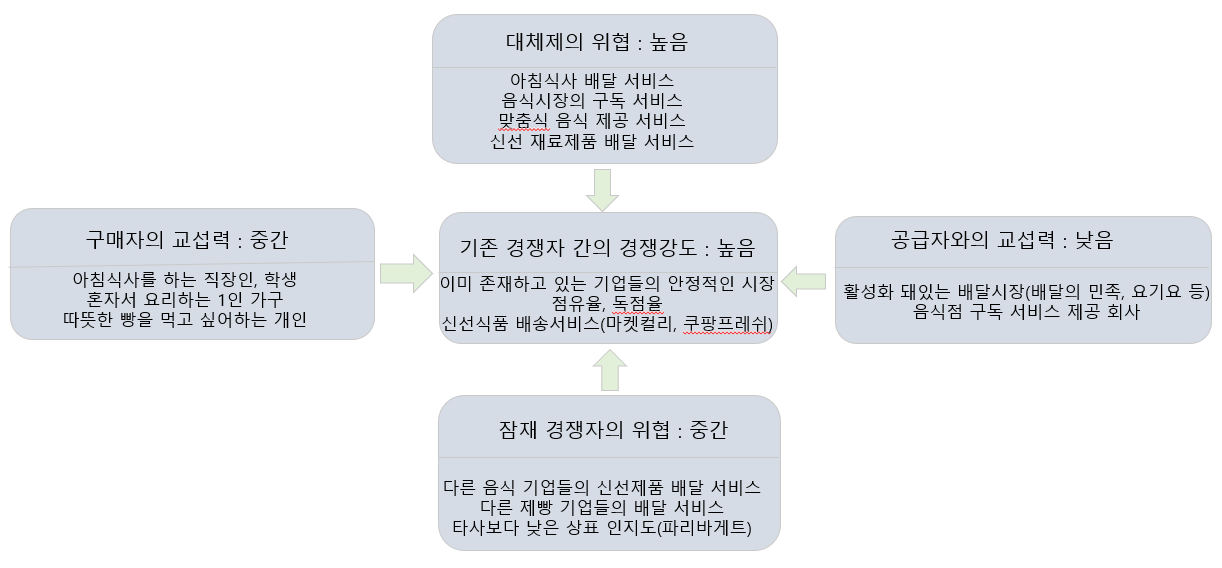 대체제의 위협 : 높음
아침식사 배달 서비스
음식시장의 구독 서비스
맞춤식 음식 제공 서비스
신선 재료제품 배달 서비스
구매자의 교섭력 : 중간
아침식사를 하는 직장인, 학생
혼자서 요리하는 1인 가구
따뜻한 빵을 먹고 싶어하는 개인
기존 경쟁자 간의 경쟁강도 : 높음
이미 존재하고 있는 기업들의 안정적인 시장
점유율, 독점율
신선식품 배송서비스(마켓컬리, 쿠팡프레쉬)
공급자와의 교섭력 : 낮음
활성화 돼있는 배달시장(배달의 민족, 요기요 등)
음식점 구독 서비스 제공 회사
잠재 경쟁자의 위협 : 중간
다른 음식 기업들의 신선제품 배달 서비스
다른 제빵 기업들의 배달 서비스
타사보다 낮은 상표 인지도(파리바게트)